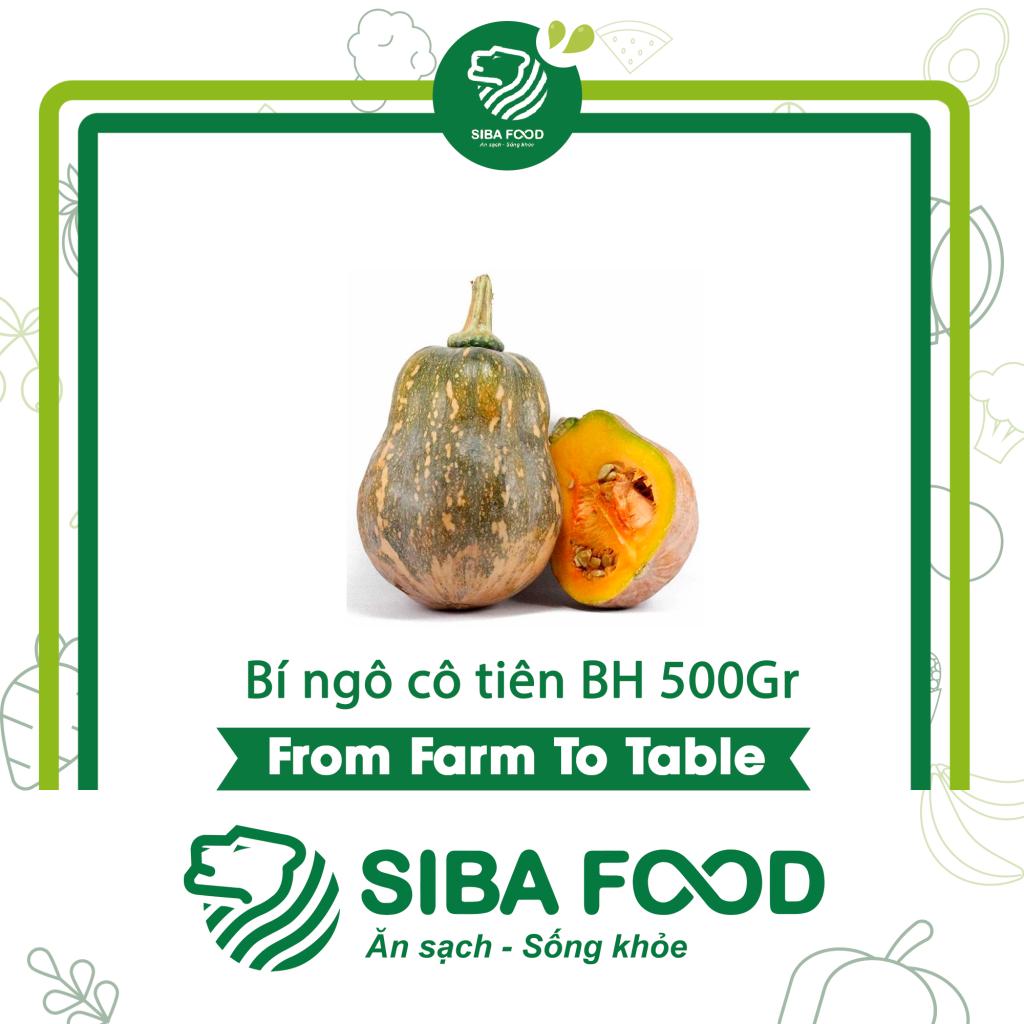 SIBA FOOD
Ăn sạch - Sống khỏe
Bí ngô cô tiên BH 500Gr
From Farm To Table
SIBA FOOD
Ăn sạch - Sống khỏe